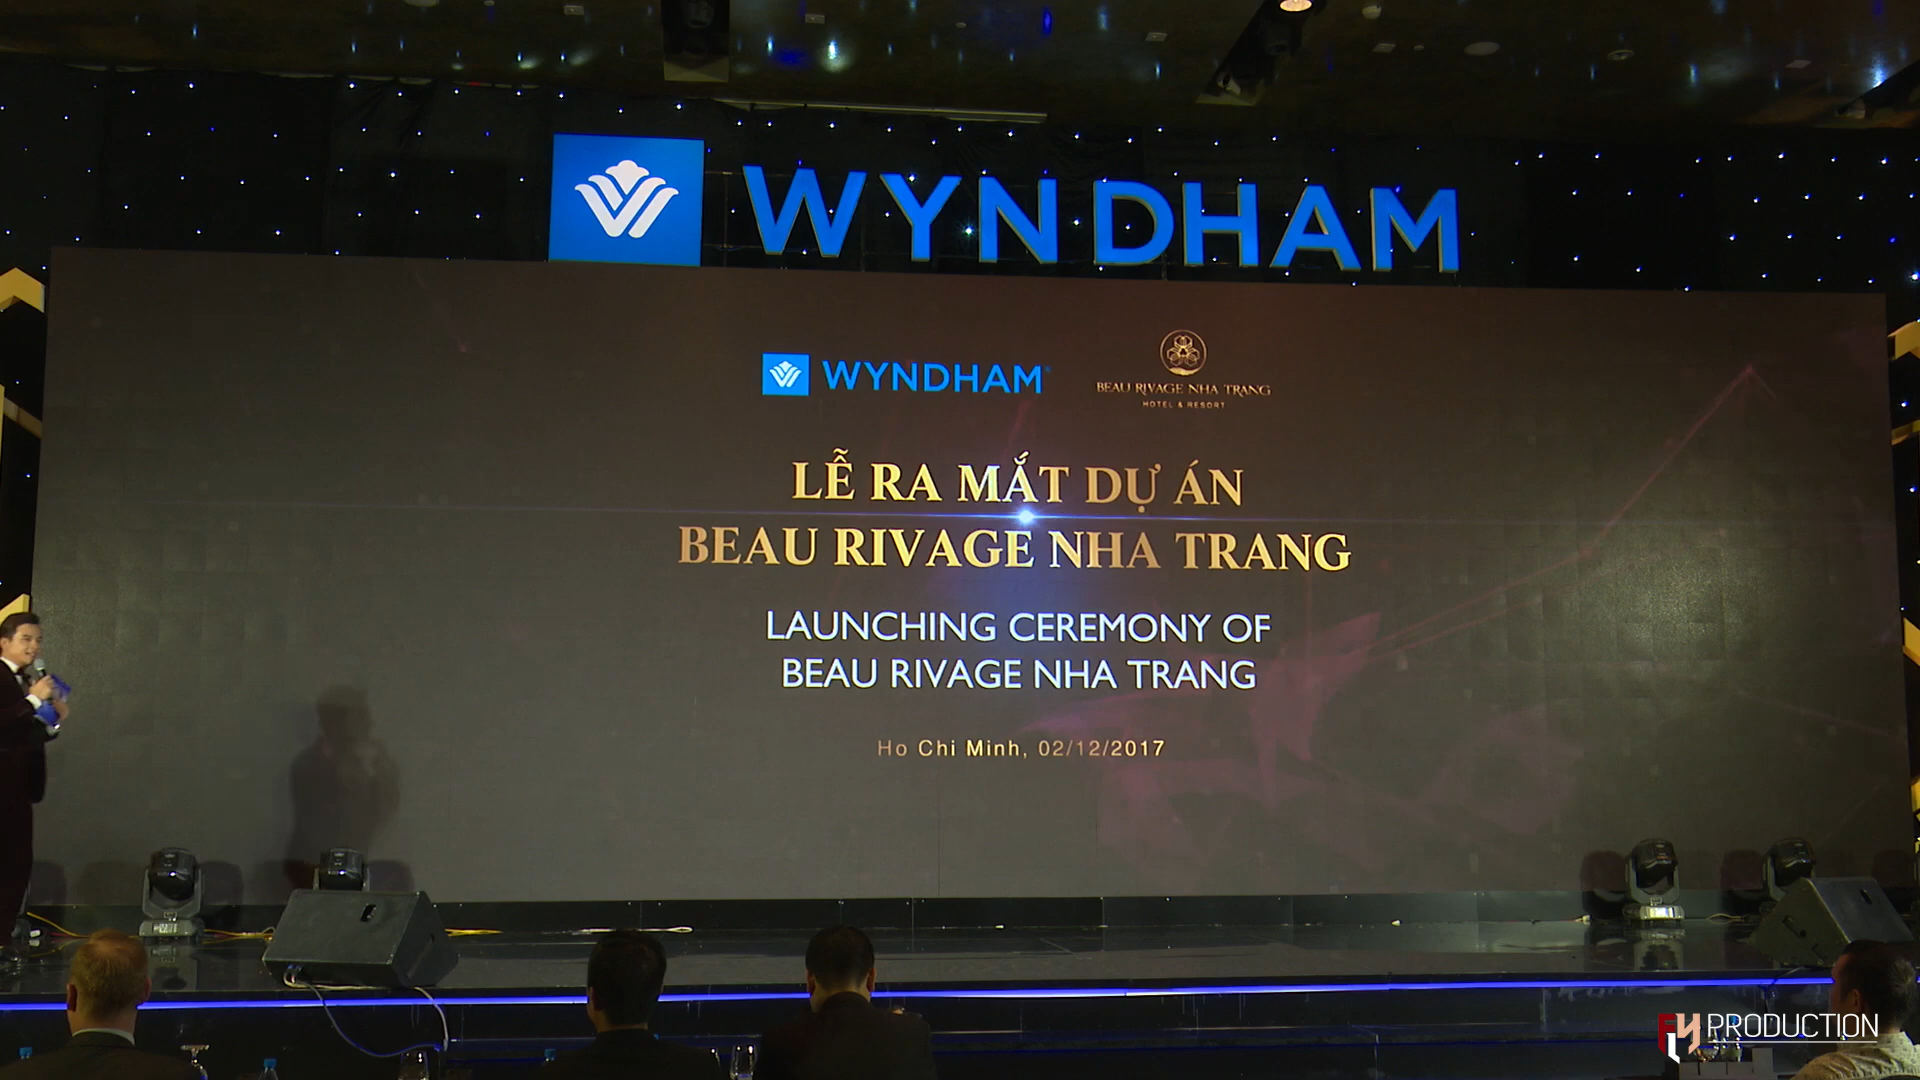 WYNDHAM
WYNDHAM
BEAU RIVAGE NHA TRANG
HOTEL & RESORT
LỄ RA MẮT DỰ ÁN
BEAU RIVAGE NHA TRANG
LAUNCHING CEREMONY OF
BEAU RIVAGE NHA TRANG
Ho Chi Minh, 02/12/2017
PRODUCTION